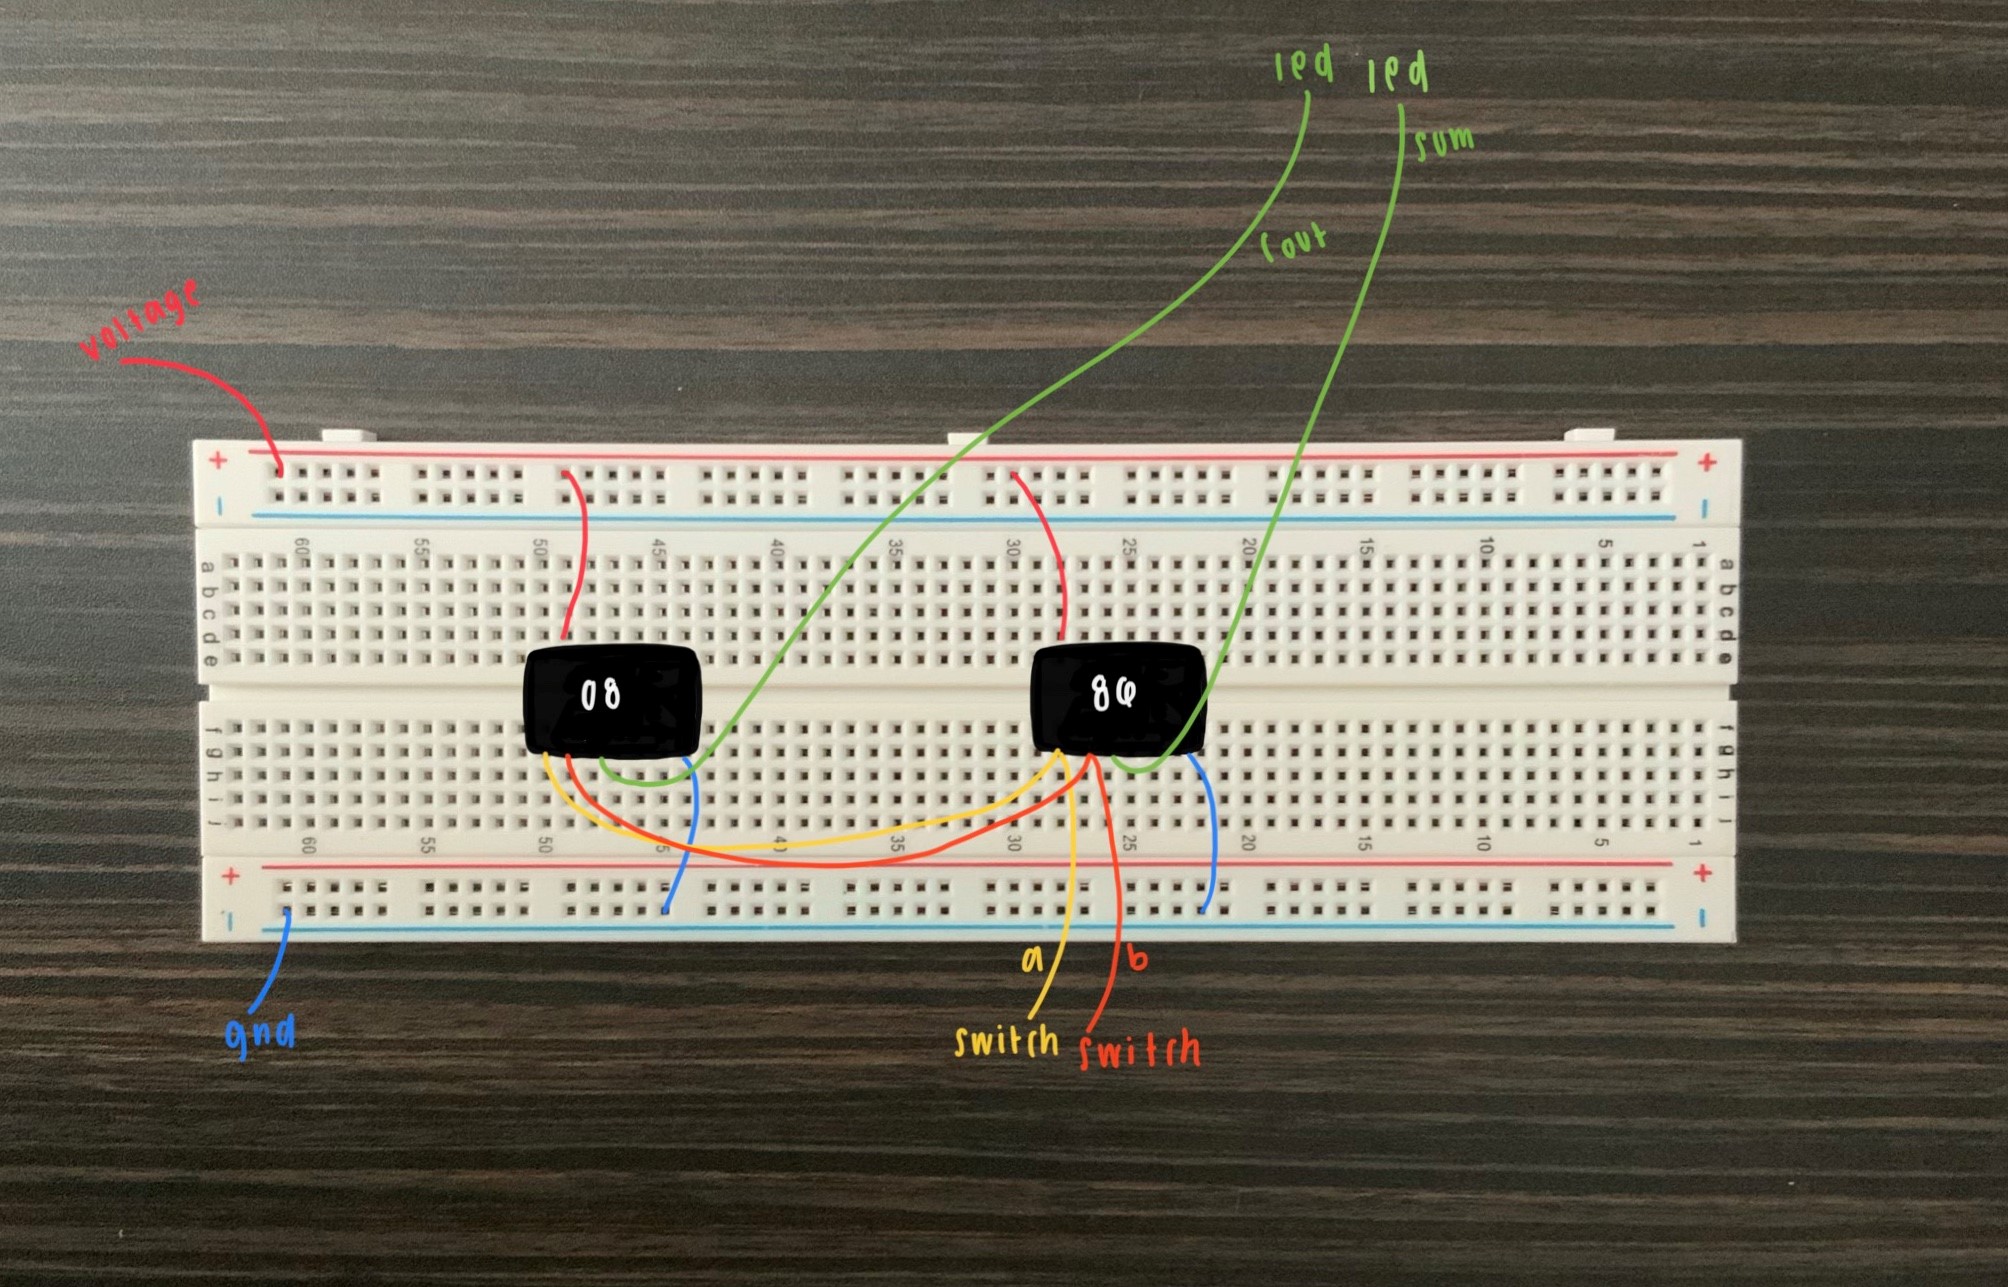 led led
sum
cout
voltage
+ +
- -
60 55 50 45 40 35 30 25 20 15 10 5 1
a a
b b
c c
d d
e e
08 86
f f
g g
h h
i i
j j
60 55 50 45 40 35 30 25 20 15 10 5 1
+ +
- -
a b
gnd switch switch